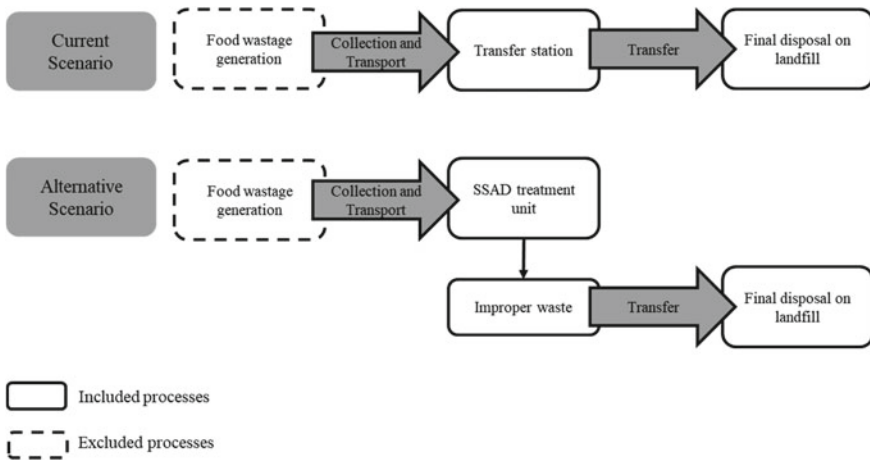 Current
Scenario
Food wastage
generation
Collection and
Transport
Transfer station
Transfer
Final disposal on
landfill
Alternative
Scenario
Food wastage
generation
Collection and
Transport
SSAD treatment
unit
Improper waste
Transfer
Final disposal on
landfill
Included processes
Excluded processes